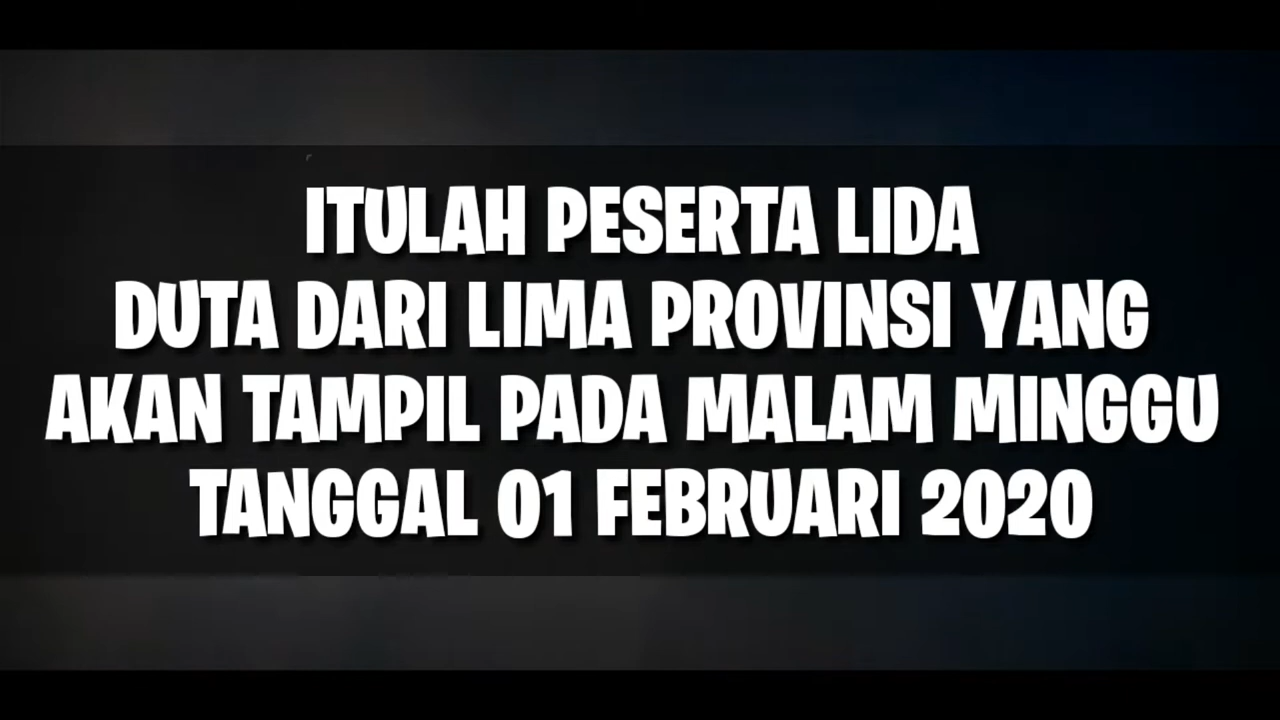 ITULAH PESERTA LIDA
DUTA DARI LIMA PROVINSI YANG
AKAN TAMPIL PADA MALAM MINGGU
TANGGAL 01 FEBRUARI 2020